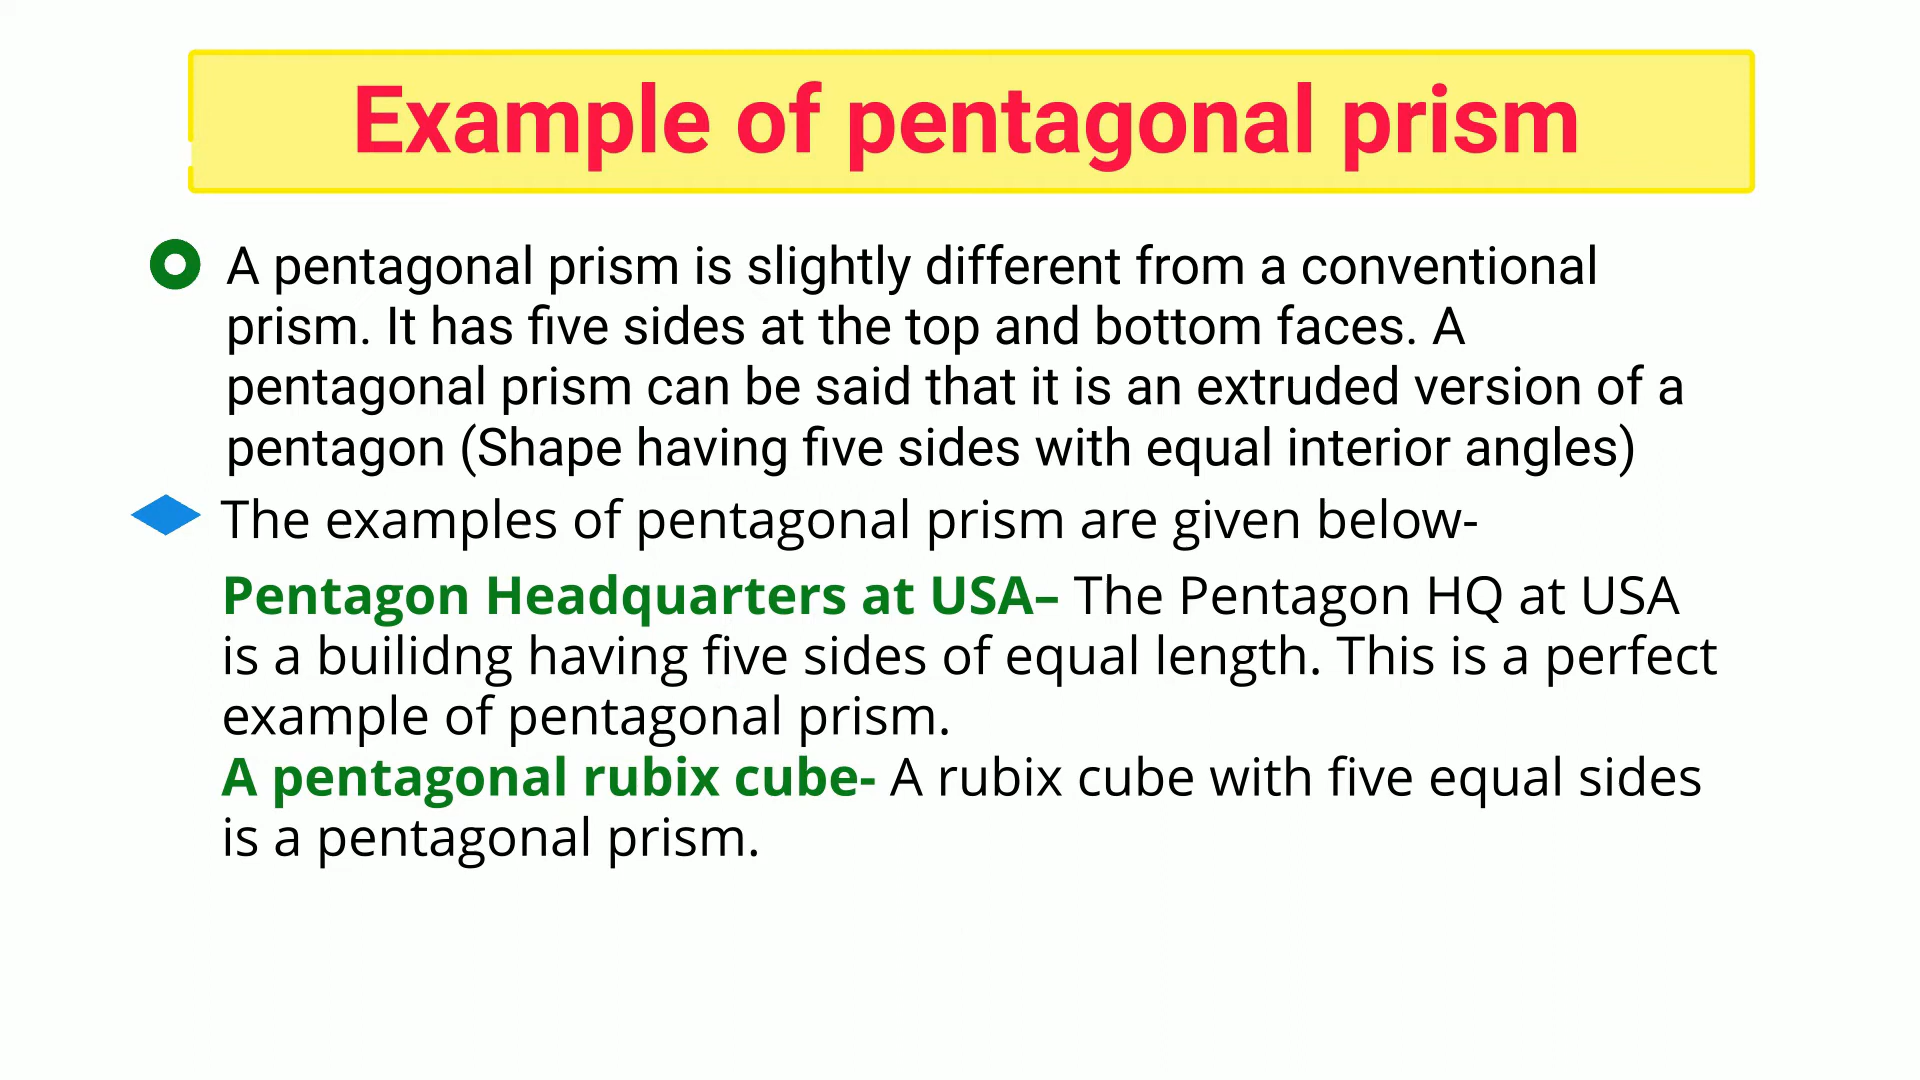 Example of pentagonal prism
A pentagonal prism is slightly different from a conventional
prism. It has five sides at the top and bottom faces. A
pentagonal prism can be said that it is an extruded version of a
pentagon (Shape having five sides with equal interior angles)
The examples of pentagonal prism are given below-
Pentagon Headquarters at USA– The Pentagon HQ at USA
is a builidng having five sides of equal length. This is a perfect
example of pentagonal prism.
A pentagonal rubix cube- A rubix cube with five equal sides
is a pentagonal prism.